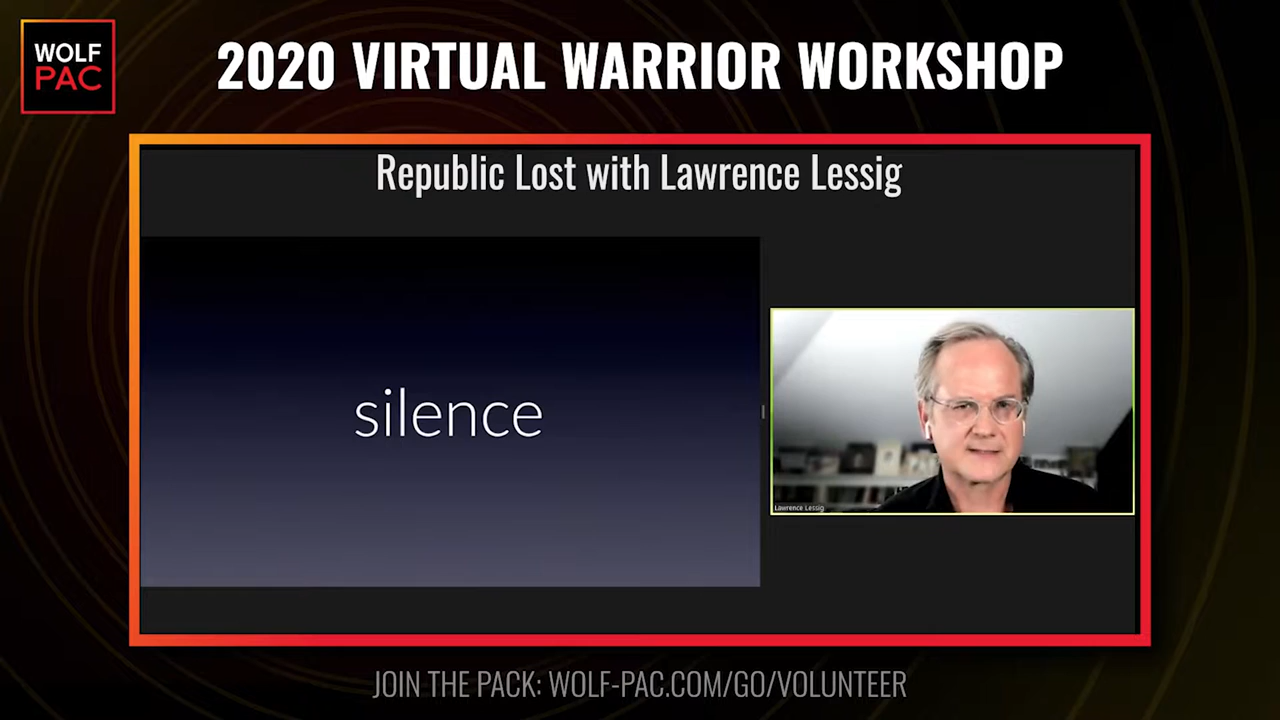 WOLF
PAC
2020 VIRTUAL WARRIOR WORKSHOP
Republic Lost with Lawrence Lessig
silence
Lawrence Lessig
JOIN THE PACK: WOLF-PAC.COM/GO/VOLUNTEER